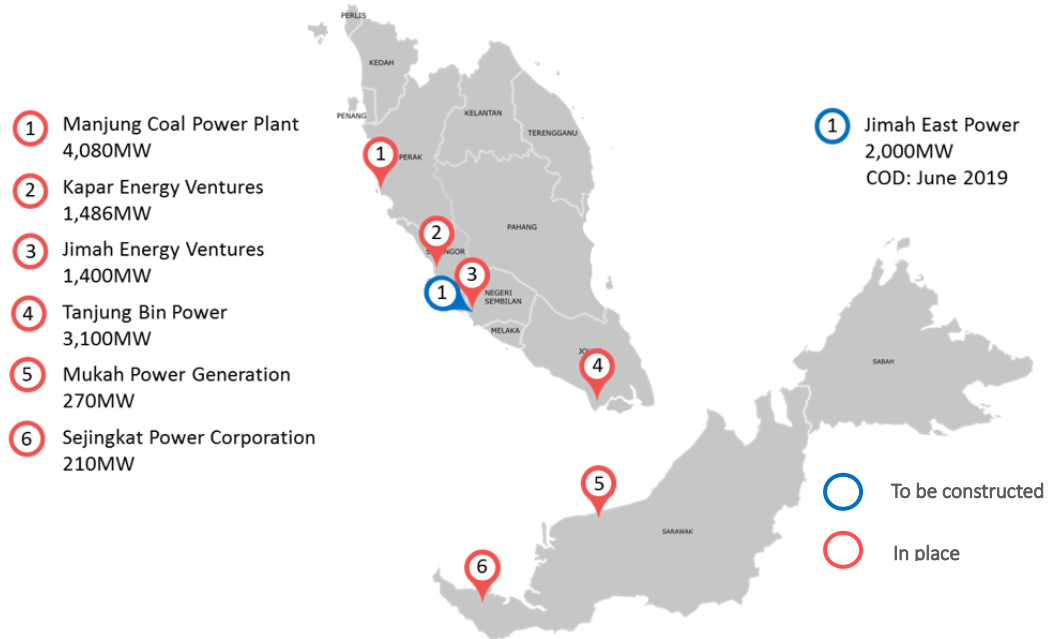 PERLIS
KEDAH
PENANG
KELANTAN
TERENGGANU
PERAK
PAHANG
NEGERI
SEMBILAN
MELAKA
SABAH
SARAWAK
1
Manjung Coal Power Plant
4,080MW
2
Kapar Energy Ventures
1,486MW
3
Jimah Energy Ventures
1,400MW
4
Tanjung Bin Power
3,100MW
5
Mukah Power Generation
270MW
6
Sejingkat Power Corporation
210MW
1
2
3
1
4
5
6
1
Jimah East Power
2,000MW
COD: June 2019
To be constructed
In place